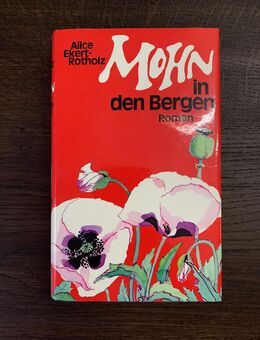 Alice
Ekert-
Rotholz
MOHN
in
den Bergen
Roman